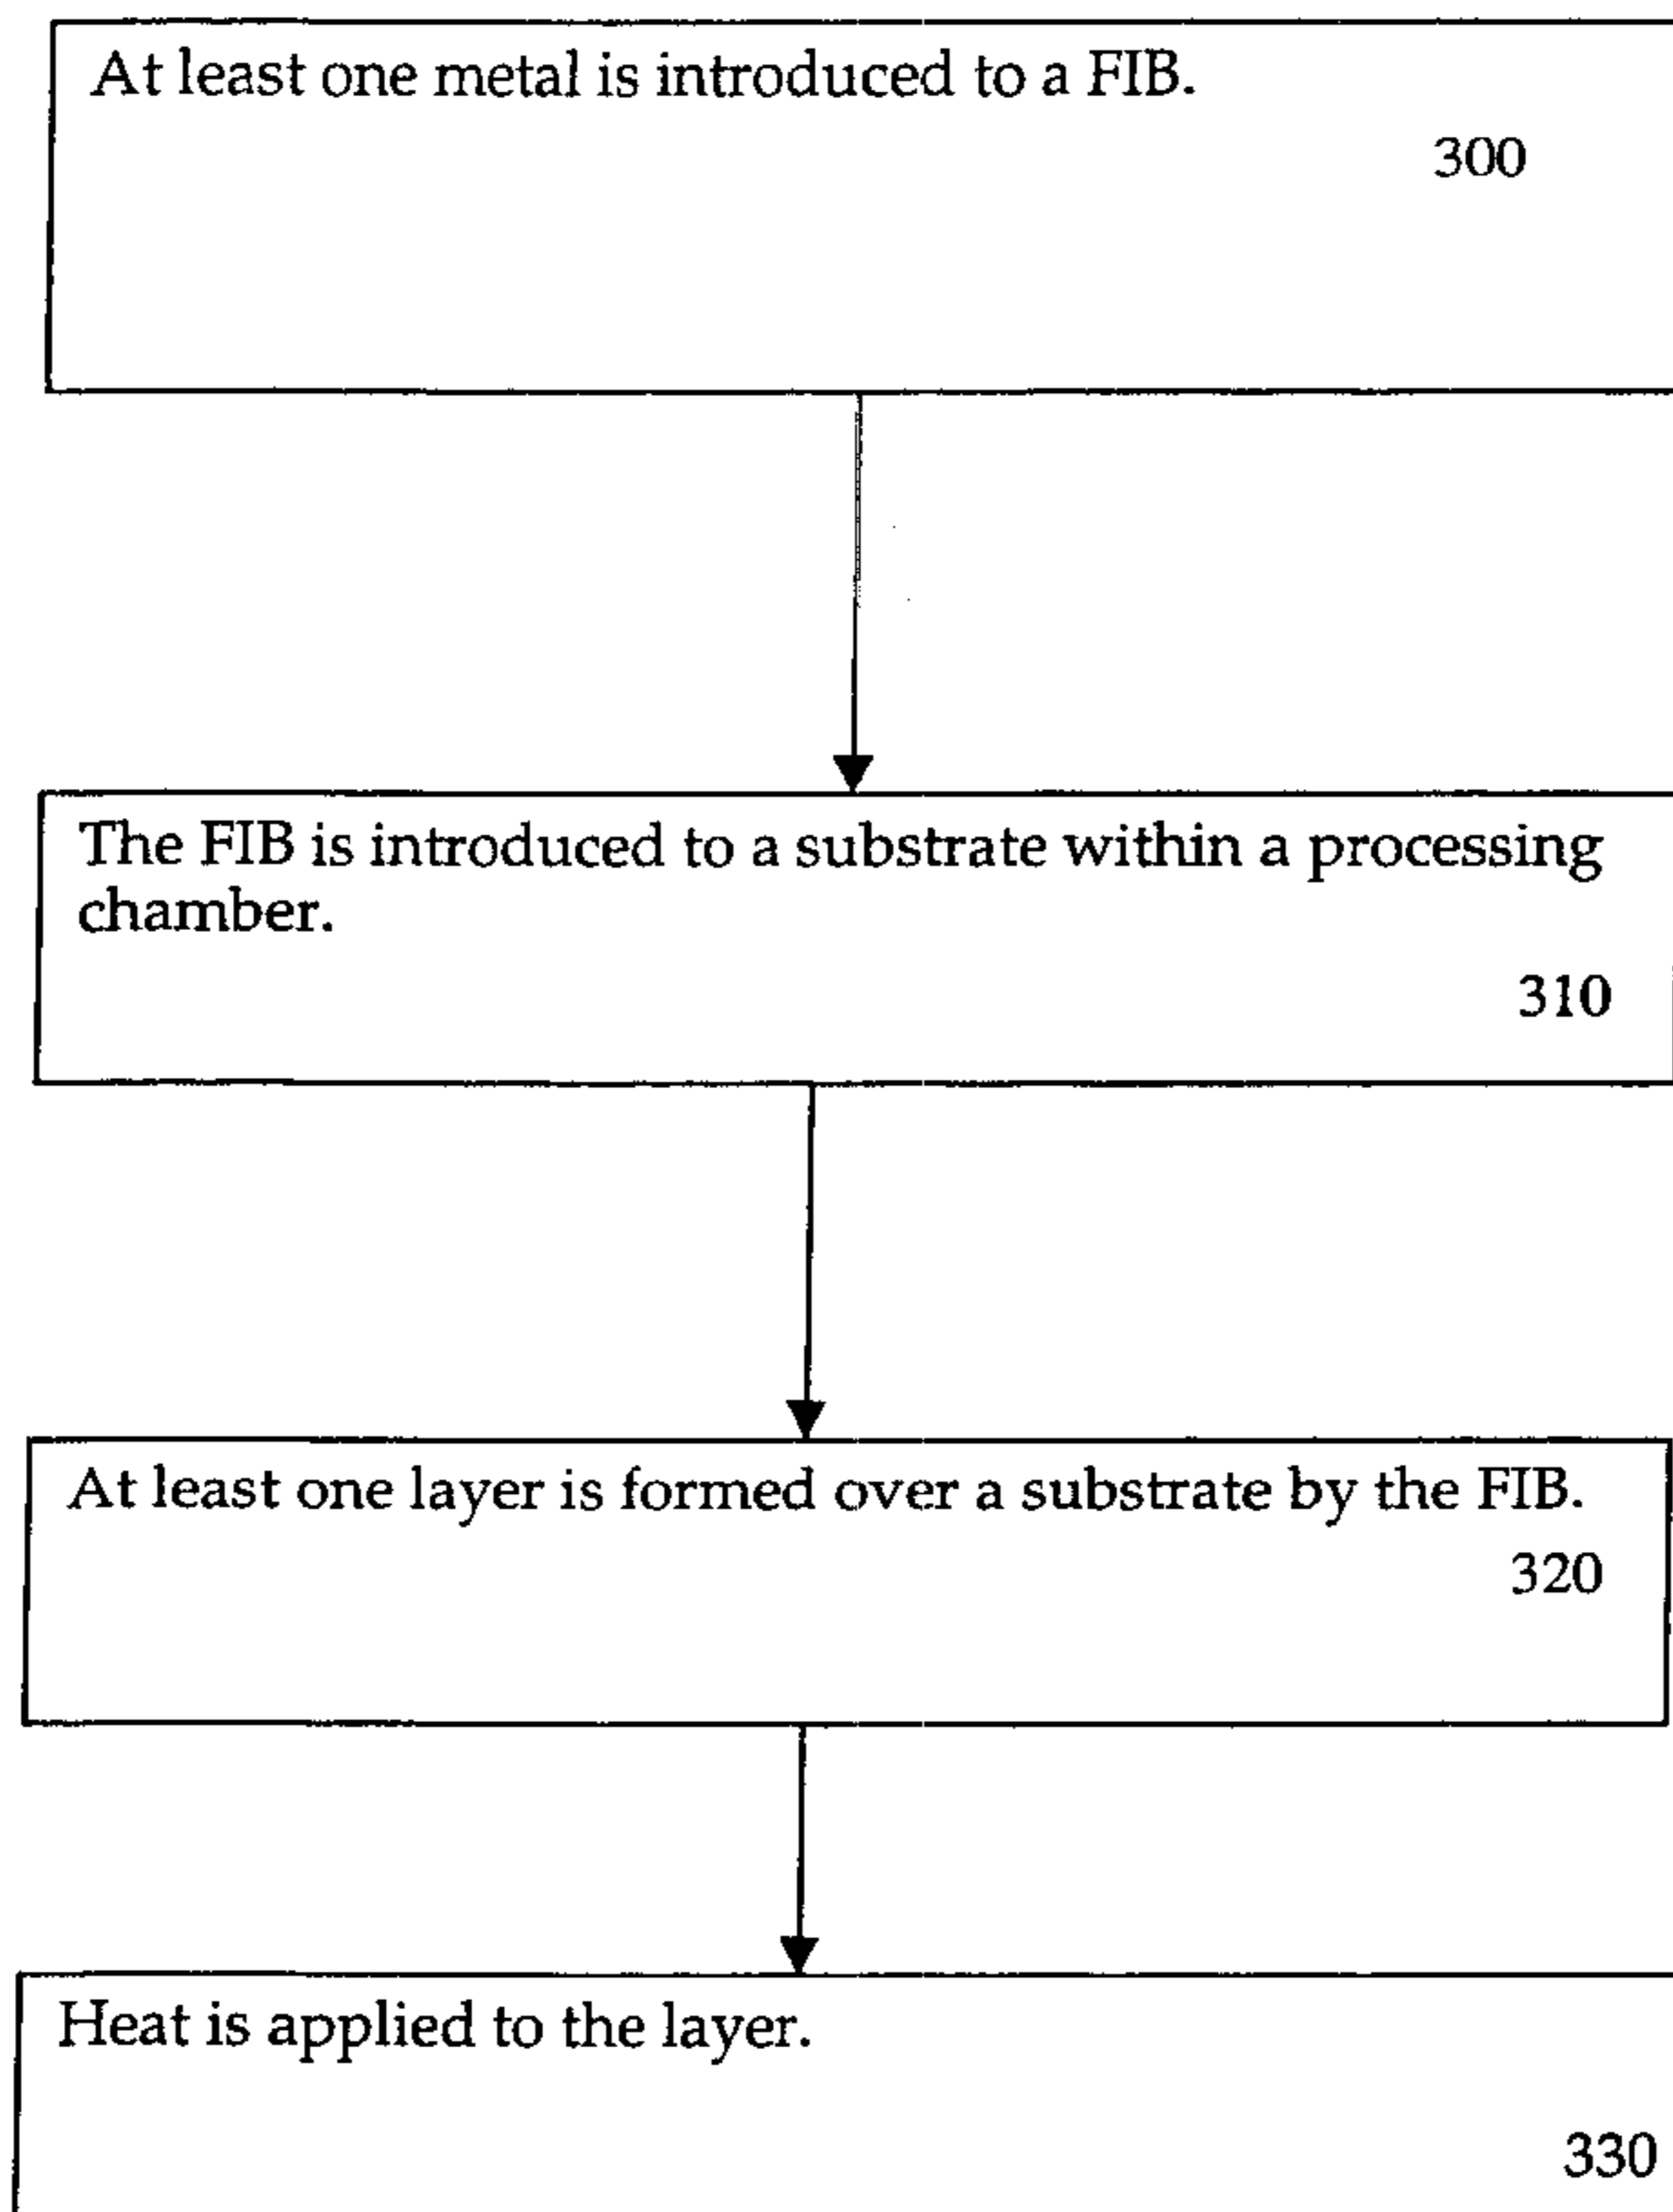 At least one metal is introduced to a FIB.
300
The FIB is introduced to a substrate within a processing
chamber.
310
At least one layer is formed over a substrate by the FIB.
320
Heat is applied to the layer.
330